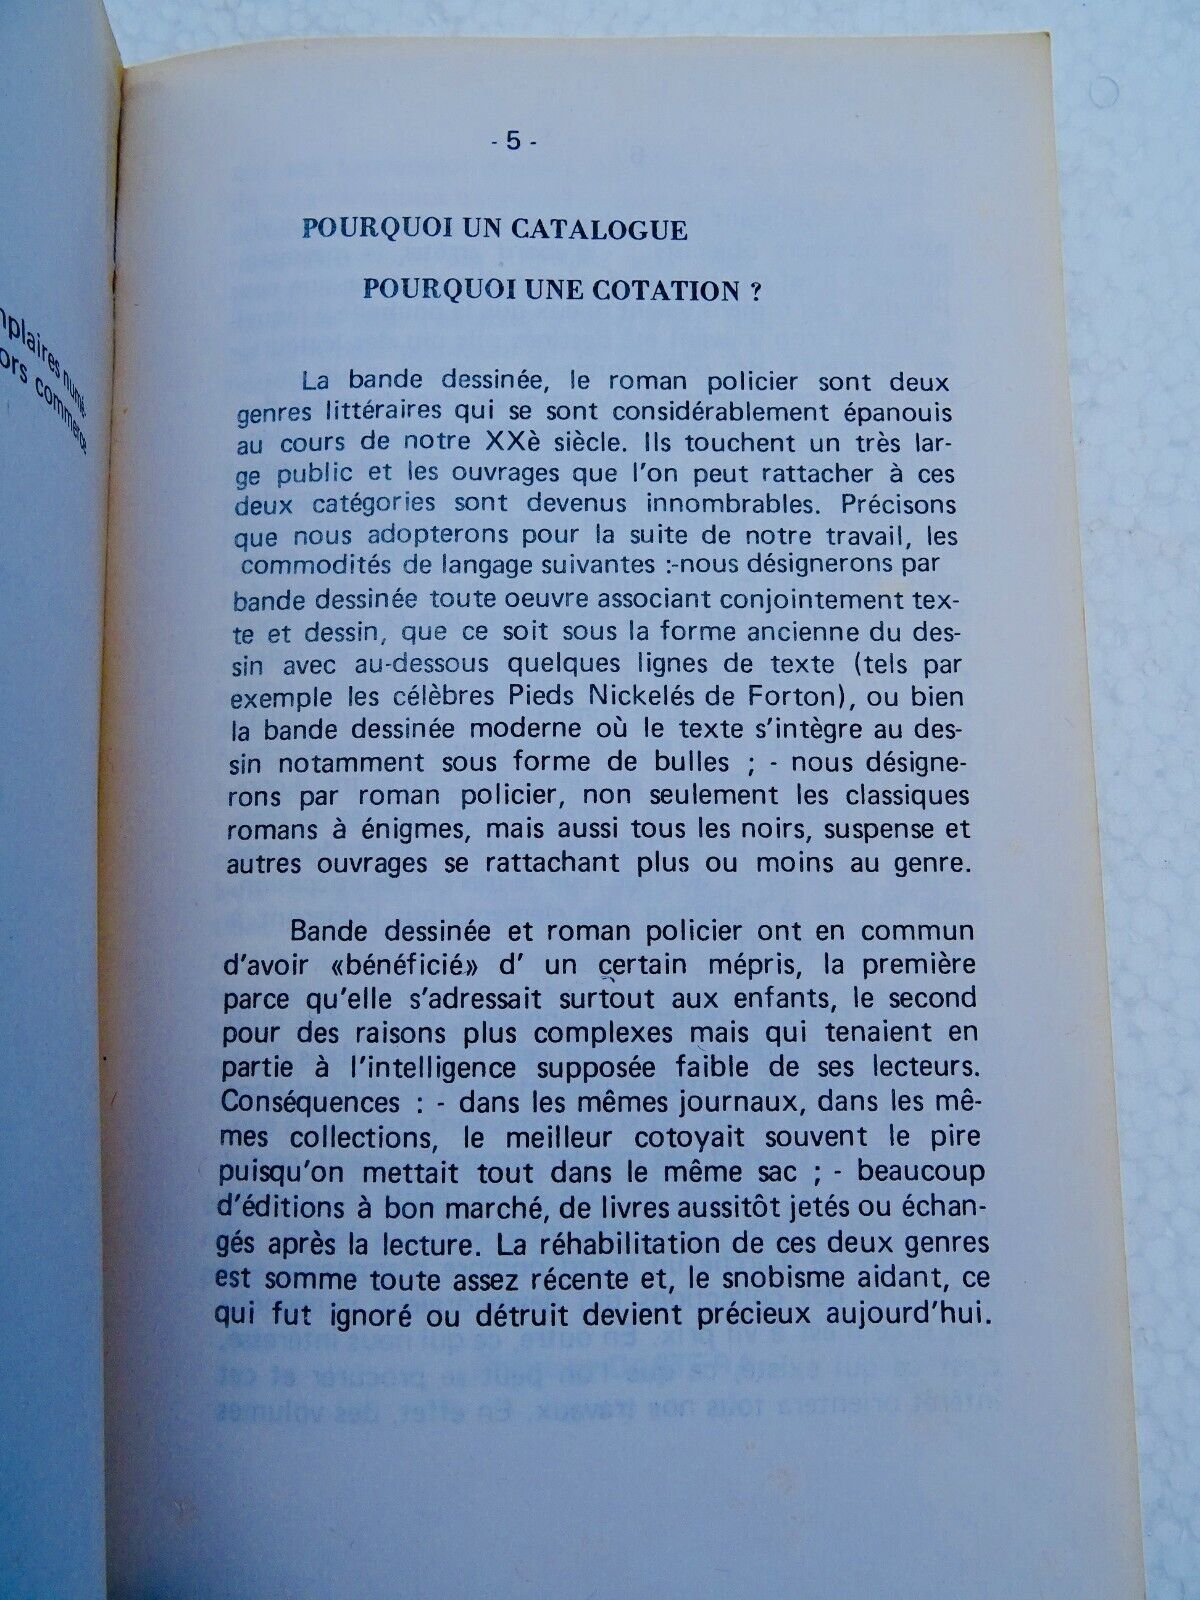 mplaires numé-
ors commerce
- 5 -
POURQUOI UN CATALOGUE
POURQUOI UNE COTATION ?
La bande dessinée, le roman policier sont deux
genres littéraires qui se sont considérablement épanouis
au cours de notre XXè siècle. Ils touchent un très lar-
ge public et les ouvrages que l'on peut rattacher à ces
deux catégories sont devenus innombrables. Précisons
que nous adopterons pour la suite de notre travail, les
commodités de langage suivantes :-nous désignerons par
bande dessinée toute oeuvre associant conjointement tex-
te et dessin, que ce soit sous la forme ancienne du des-
sin avec au-dessous quelques lignes de texte (tels par
exemple les célèbres Pieds Nickelés de Forton), ou bien
la bande dessinée moderne où le texte s'intègre au des-
sin notamment sous forme de bulles ; - nous désigne-
rons par roman policier, non seulement les classiques
romans à énigmes, mais aussi tous les noirs, suspense et
autres ouvrages se rattachant plus ou moins au genre.
Bande dessinée et roman policier ont en commun
d'avoir «bénéficié» d' un certain mépris, la première
parce qu'elle s'adressait surtout aux enfants, le second
pour des raisons plus complexes mais qui tenaient en
partie à l'intelligence supposée faible de ses lecteurs.
Conséquences : - dans les mêmes journaux, dans les mê-
mes collections, le meilleur cotoyait souvent le pire
puisqu'on mettait tout dans le même sac ; - beaucoup
d'éditions à bon marché, de livres aussitôt jetés ou échan-
gés après la lecture. La réhabilitation de ces deux genres
est somme toute assez récente et, le snobisme aidant, ce
qui fut ignoré ou détruit devient précieux aujourd'hui.